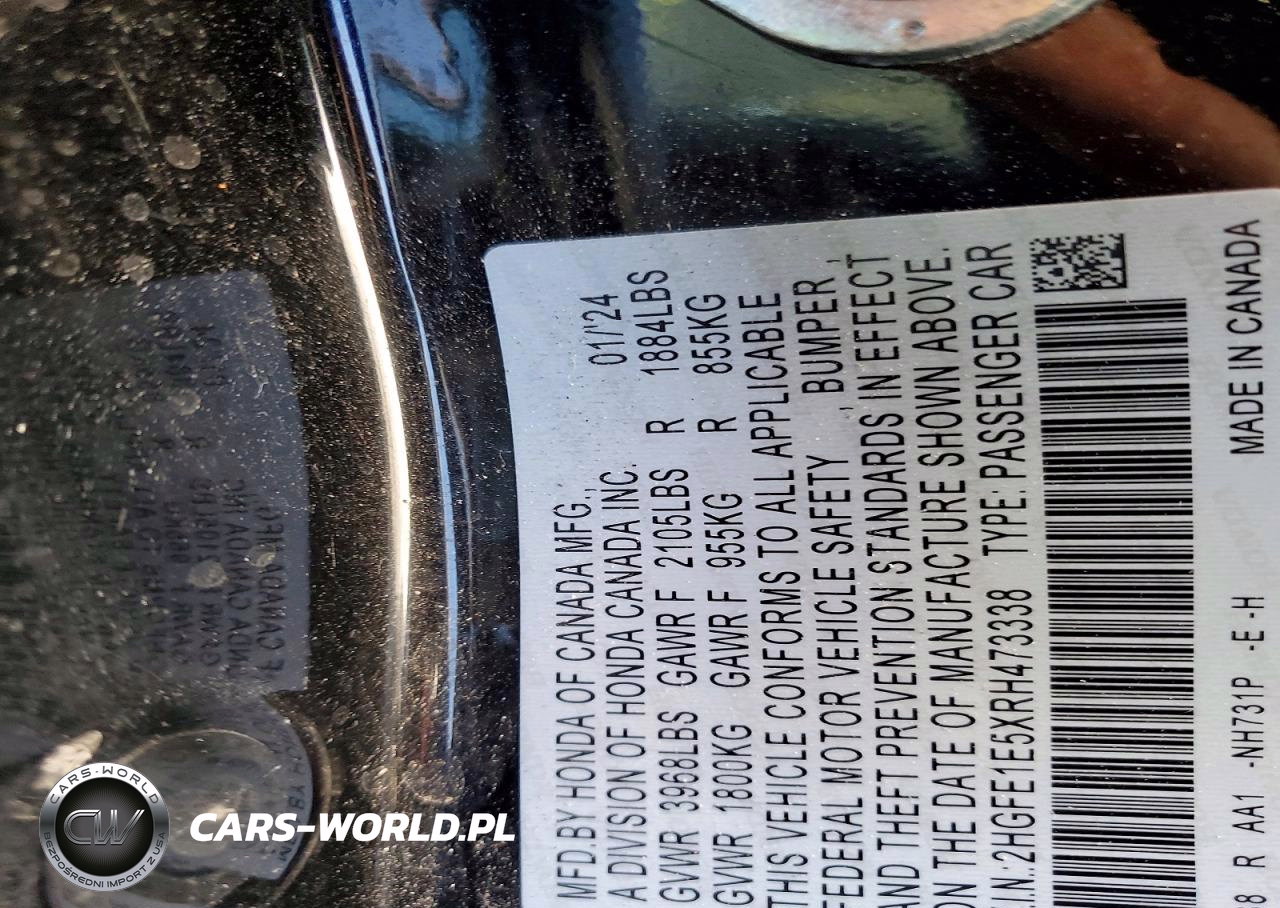 MFD.BY HONDA OF CANADA MFG.,
A DIVISION OF HONDA CANADA INC. 01/'24
GVWR 3968LBS GAWR F 2105LBS R 1884LBS
GVWR 1800KG GAWR F 955KG R 855KG
THIS VEHICLE CONFORMS TO ALL APPLICABLE
FEDERAL MOTOR VEHICLE SAFETY , BUMPER ,
AND THEFT PREVENTION STANDARDS IN EFFECT
ON THE DATE OF MANUFACTURE SHOWN ABOVE.
.I.N.:2HGFE1E5XRH473338 TYPE: PASSENGER CAR
R AA1 -NH731P -E -H MADE IN CANADA
CARS-WORLD
CW
BEZPOŚREDNI IMPORT Z USA
CARS-WORLD.PL